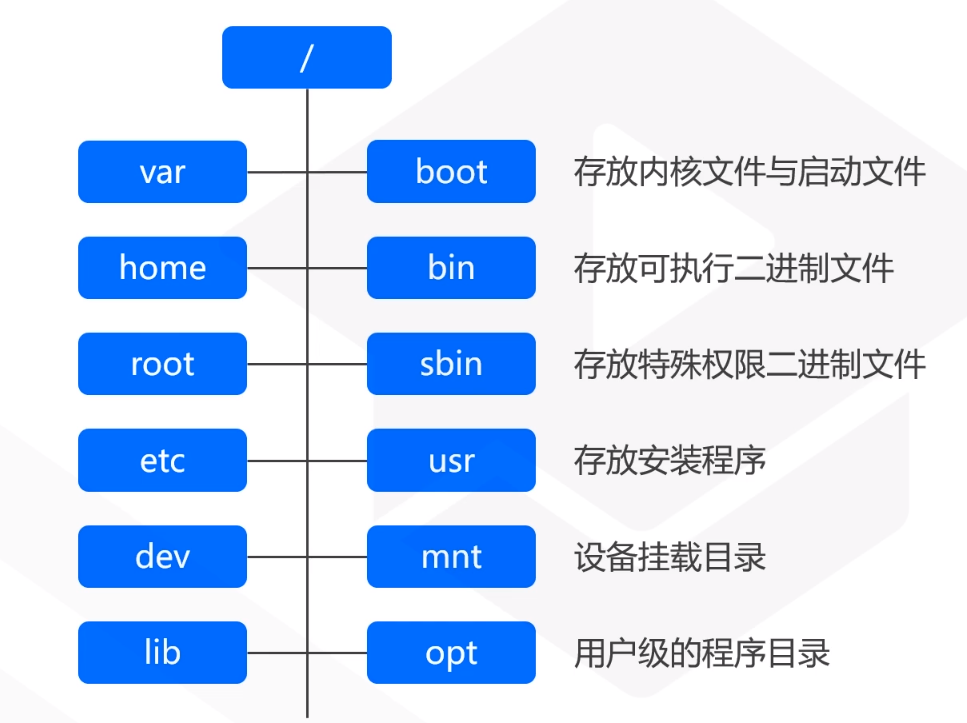 /
var boot 存放内核文件与启动文件
home bin 存放可执行二进制文件
root sbin 存放特殊权限二进制文件
etc usr 存放安装程序
dev mnt 设备挂载目录
lib opt 用户级的程序目录